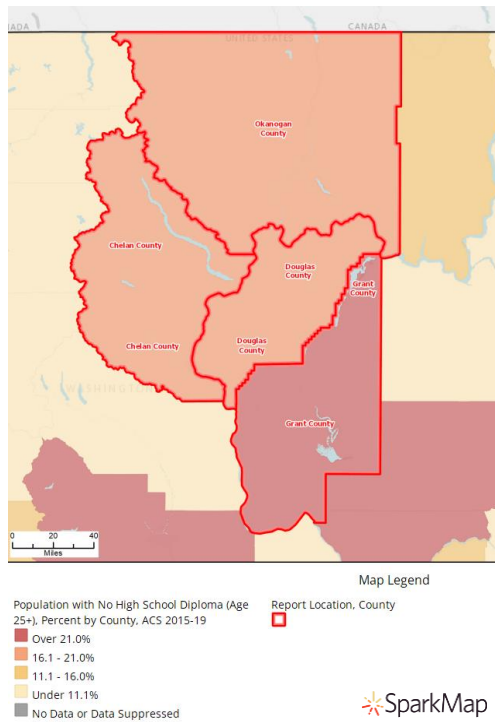 ADA
CANADA
UNITED STATES
Okanogan
County
Chelan County
Douglas
County
Grant
County
Chelan County
Douglas
County
WASHINGTON
Grant County
0 20 40
Miles
Map Legend
Population with No High School Diploma (Age
25+), Percent by County, ACS 2015-19
Over 21.0%
16.1 - 21.0%
11.1 - 16.0%
Under 11.1%
No Data or Data Suppressed
Report Location, County
SparkMap